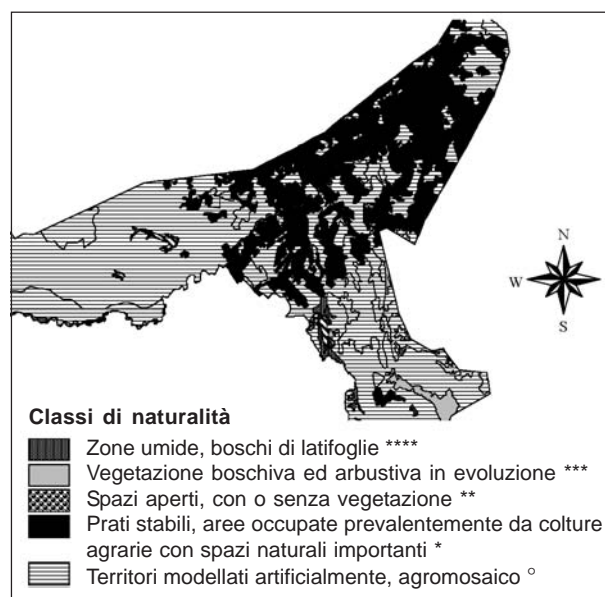 N
W
S
Classi di naturalità
Zone umide, boschi di latifoglie ****
Vegetazione boschiva ed arbustiva in evoluzione ***
Spazi aperti, con o senza vegetazione **
Prati stabili, aree occupate prevalentemente da colture
agrarie con spazi naturali importanti *
Territori modellati artificialmente, agromosaico °